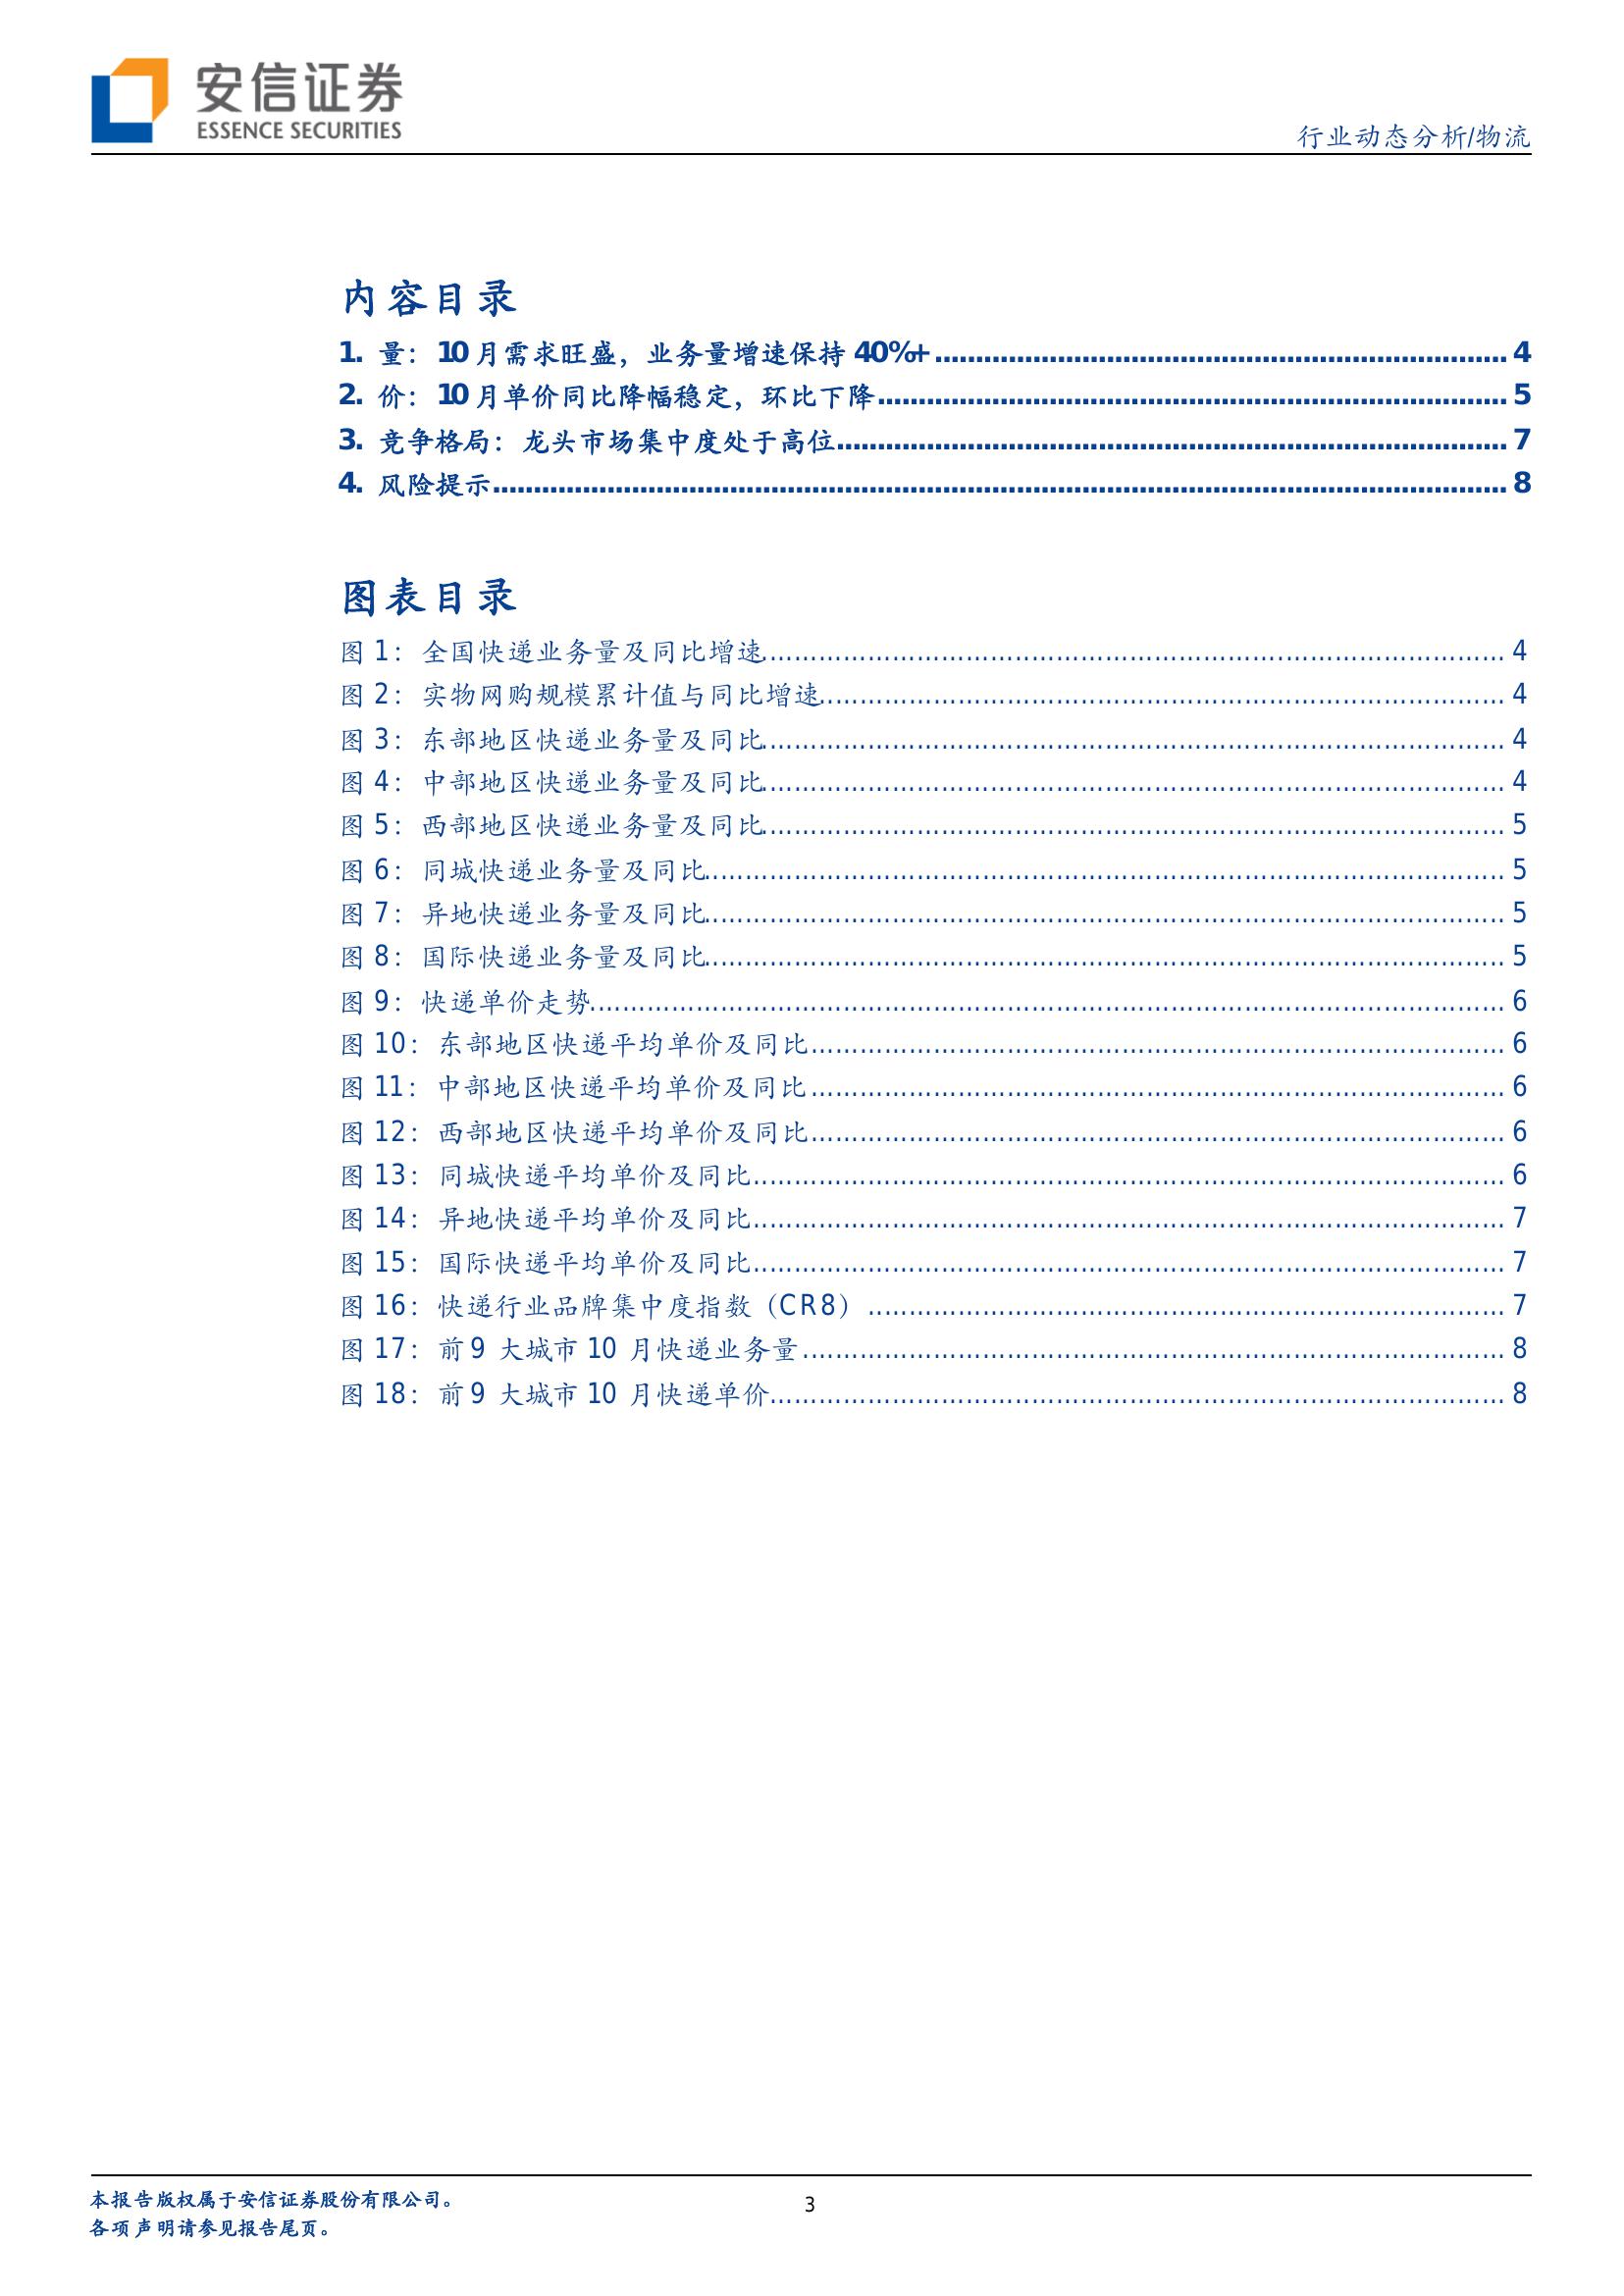 安信证券
ESSENCE SECURITIES
行业动态分析/物流
内容目录
1. 量：10月需求旺盛，业务量增速保持40%+ 4
2. 价：10月单价同比降幅稳定，环比下降 5
3. 竞争格局：龙头市场集中度处于高位 7
4. 风险提示 8
图表目录
图 1：全国快递业务量及同比增速 4
图 2：实物网购规模累计值与同比增速 4
图 3：东部地区快递业务量及同比 4
图 4：中部地区快递业务量及同比 4
图 5：西部地区快递业务量及同比 5
图 6：同城快递业务量及同比 5
图 7：异地快递业务量及同比 5
图 8：国际快递业务量及同比 5
图 9：快递单价走势 6
图 10：东部地区快递平均单价及同比 6
图 11：中部地区快递平均单价及同比 6
图 12：西部地区快递平均单价及同比 6
图 13：同城快递平均单价及同比 6
图 14：异地快递平均单价及同比 7
图 15：国际快递平均单价及同比 7
图 16：快递行业品牌集中度指数（CR8） 7
图 17：前9 大城市10 月快递业务量 8
图 18：前9 大城市10 月快递单价 8
本报告版权属于安信证券股份有限公司。
各项声明请参见报告尾页。
3